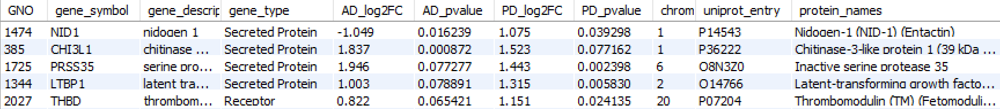 GNO gene_symbol gene_descrip gene_type AD_log2FC AD_pvalue PD_log2FC PD_pvalue chrom uniprot_entry protein_names
1474 NID1 nidogen 1 Secreted Protein -1.049 0.016239 1.075 0.039298 1 P14543 Nidogen-1 (NID-1) (Entactin)
385 CHI3L1 chitinase ... Secreted Protein 1.837 0.000872 1.523 0.077162 1 P36222 Chitinase-3-like protein 1 (39 kDa ...
1725 PRSS35 serine pro... Secreted Protein 1.946 0.077277 1.443 0.002398 6 Q8N3Z0 Inactive serine protease 35
1344 LTBP1 latent tra... Secreted Protein 1.003 0.078891 1.315 0.005830 2 Q14766 Latent-transforming growth facto...
2027 THBD thrombom... Receptor 0.822 0.065421 1.151 0.024135 20 P07204 Thrombomodulin (TM) (Fetomoduli...